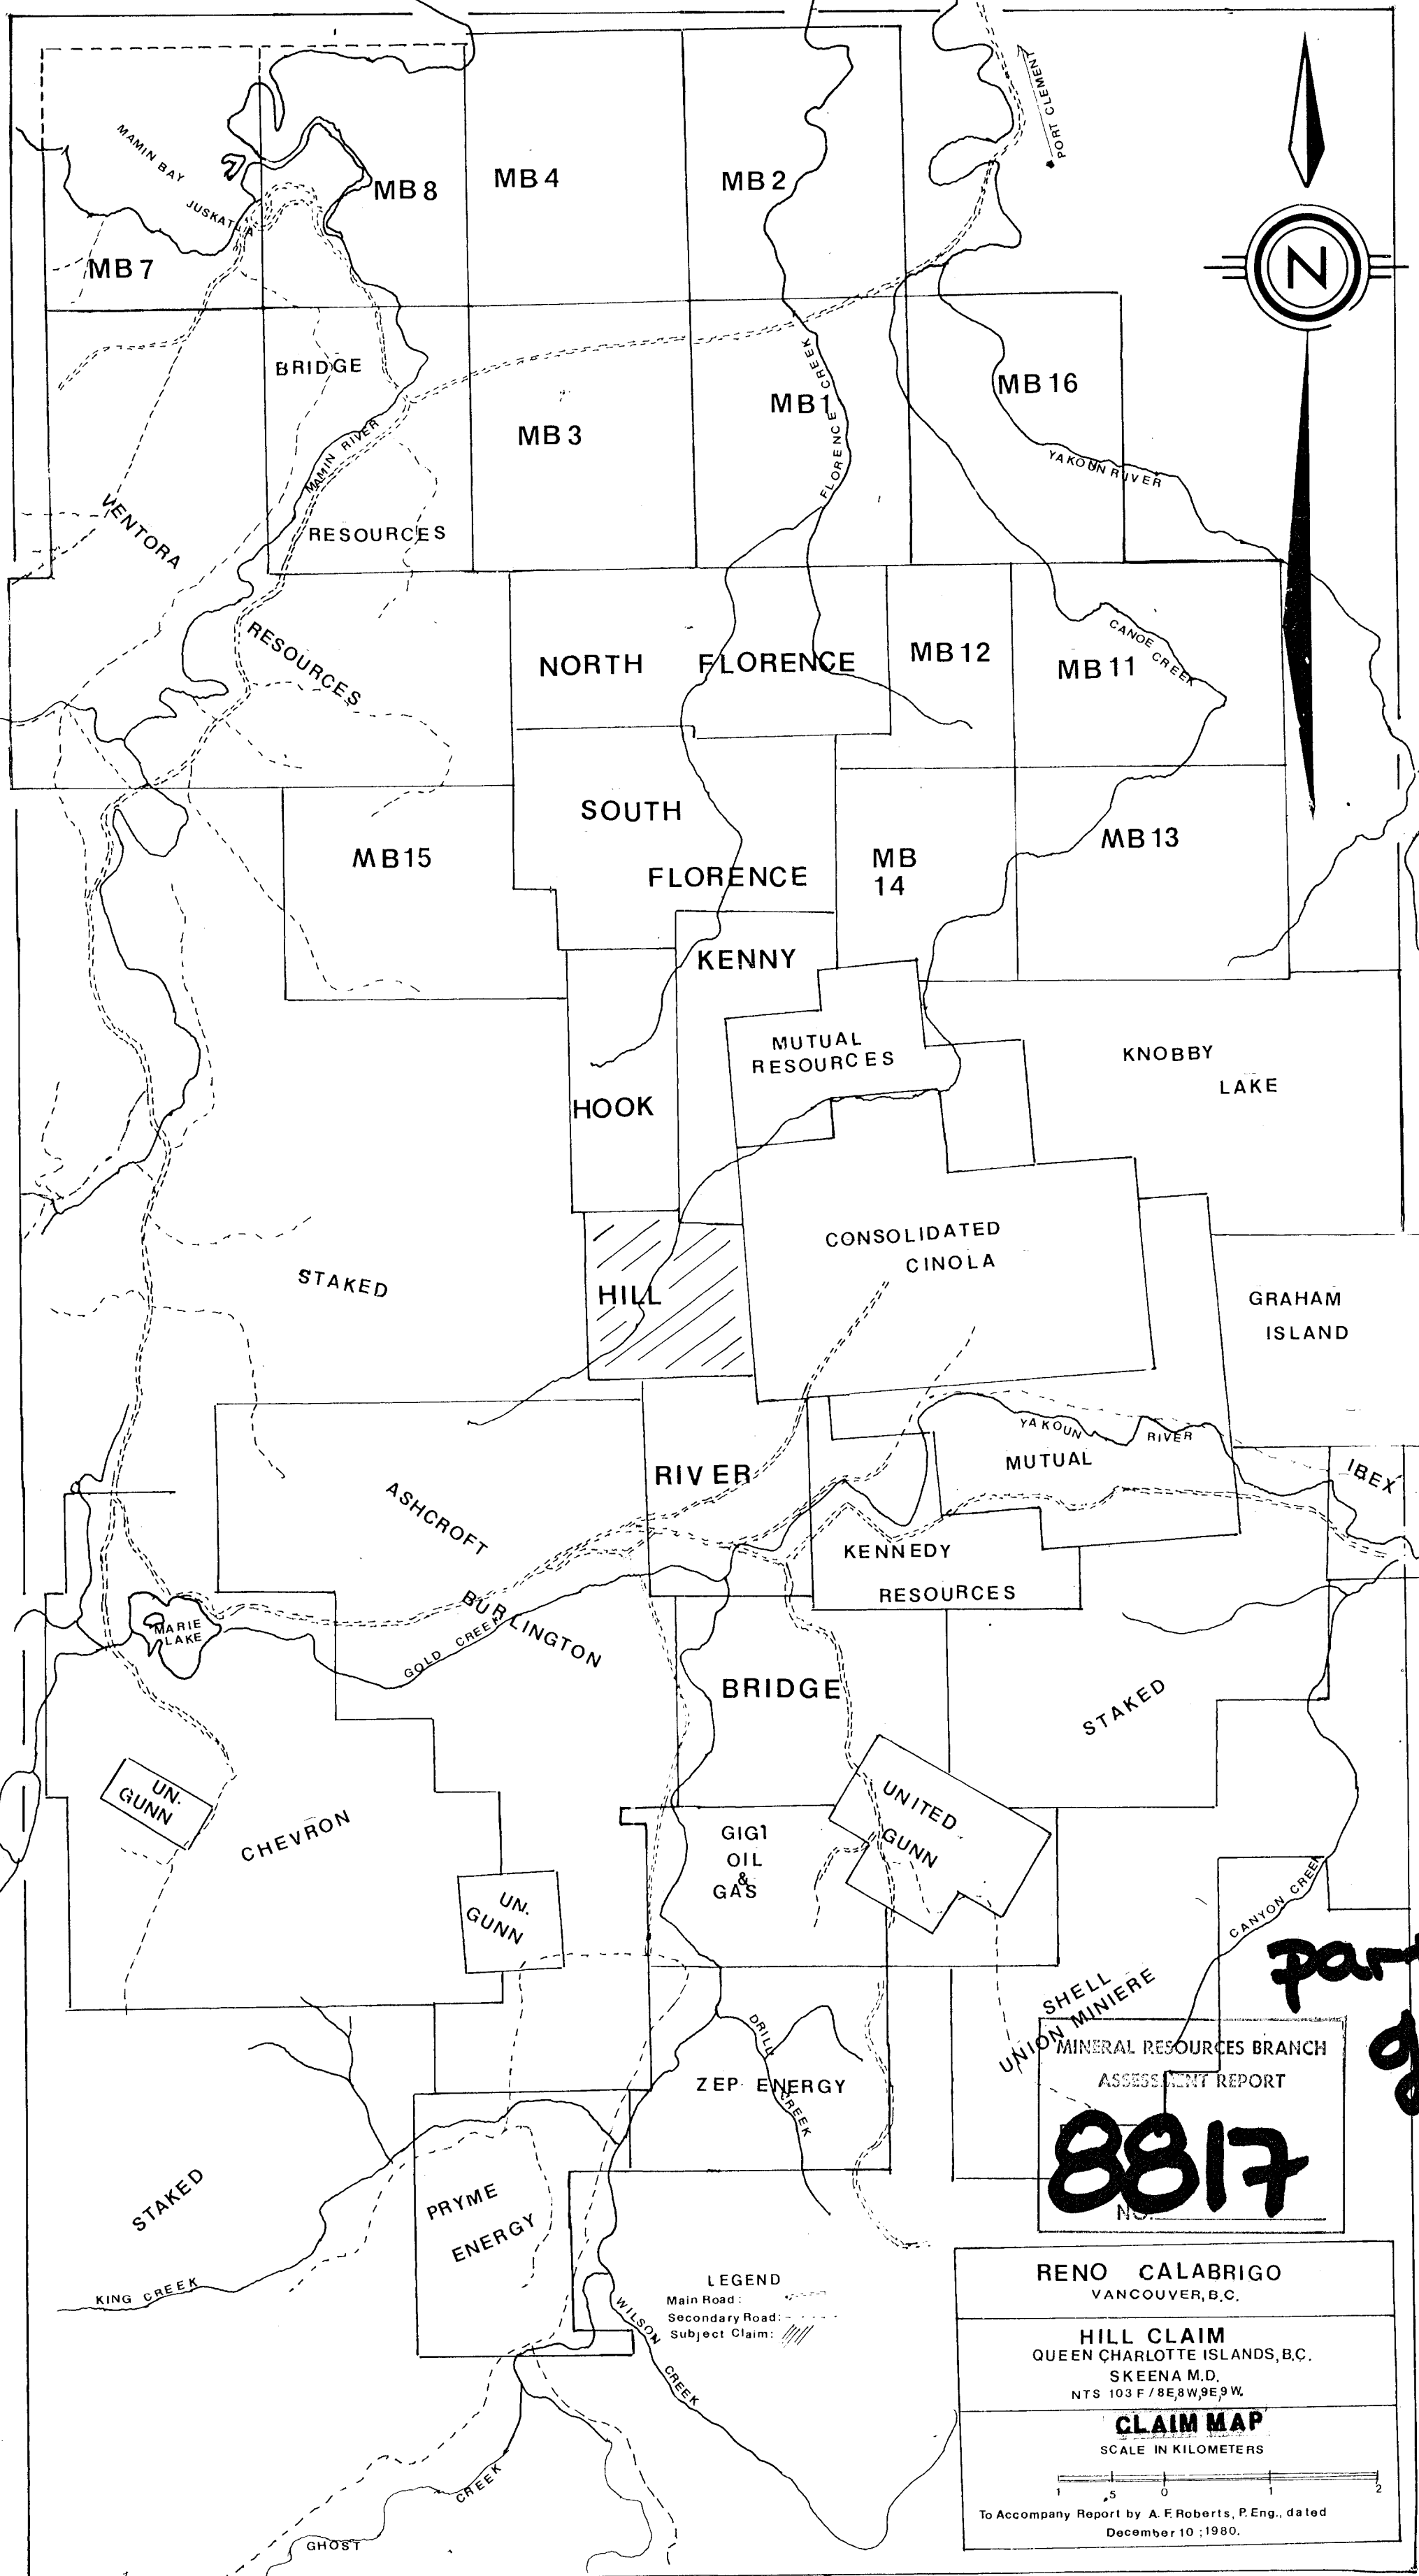 PORT CLEMENT
MAMIN BAY
JUSKATLA
MB 8
MB 4
MB 2
MB 7
N
BRIDGE
RESOURCES
MAMIN RIVER
MB 3
MB 1
FLORENCE CREEK
MB 16
YAKOUN RIVER
VENTORA
RESOURCES
NORTH FLORENCE
MB 12
MB 11
CANOE CREEK
SOUTH
FLORENCE
MB 15
MB
14
MB 13
KENNY
MUTUAL
RESOURCES
KNOBBY
LAKE
HOOK
CONSOLIDATED
CINOLA
STAKED
HILL
GRAHAM
ISLAND
YAKOUN RIVER
MUTUAL
IBEX
RIVER
ASHCROFT
KENNEDY
RESOURCES
BURLINGTON
GOLD CREEK
MARIE
LAKE
BRIDGE
STAKED
UN.
GUNN
CHEVRON
UNITED
GUNN
GIGI
OIL
&
GAS
UN.
GUNN
CANYON CREEK
par
g
SHELL
UNION MINIERE
DRILL CREEK
ZEP ENERGY
MINERAL RESOURCES BRANCH
ASSESSMENT REPORT
8817
NO.
STAKED
PRYME
ENERGY
KING CREEK
WILSON CREEK
LEGEND
Main Road:
Secondary Road:
Subject Claim:
GHOST CREEK
RENO CALABRIGO
VANCOUVER, B.C.
HILL CLAIM
QUEEN CHARLOTTE ISLANDS, B.C.
SKEENA M.D.
NTS 103 F / 8E, 8W, 9E, 9W.
CLAIM MAP
SCALE IN KILOMETERS
1 .5 0 1 2
To Accompany Report by A. F. Roberts, P. Eng., dated
December 10 ; 1980.